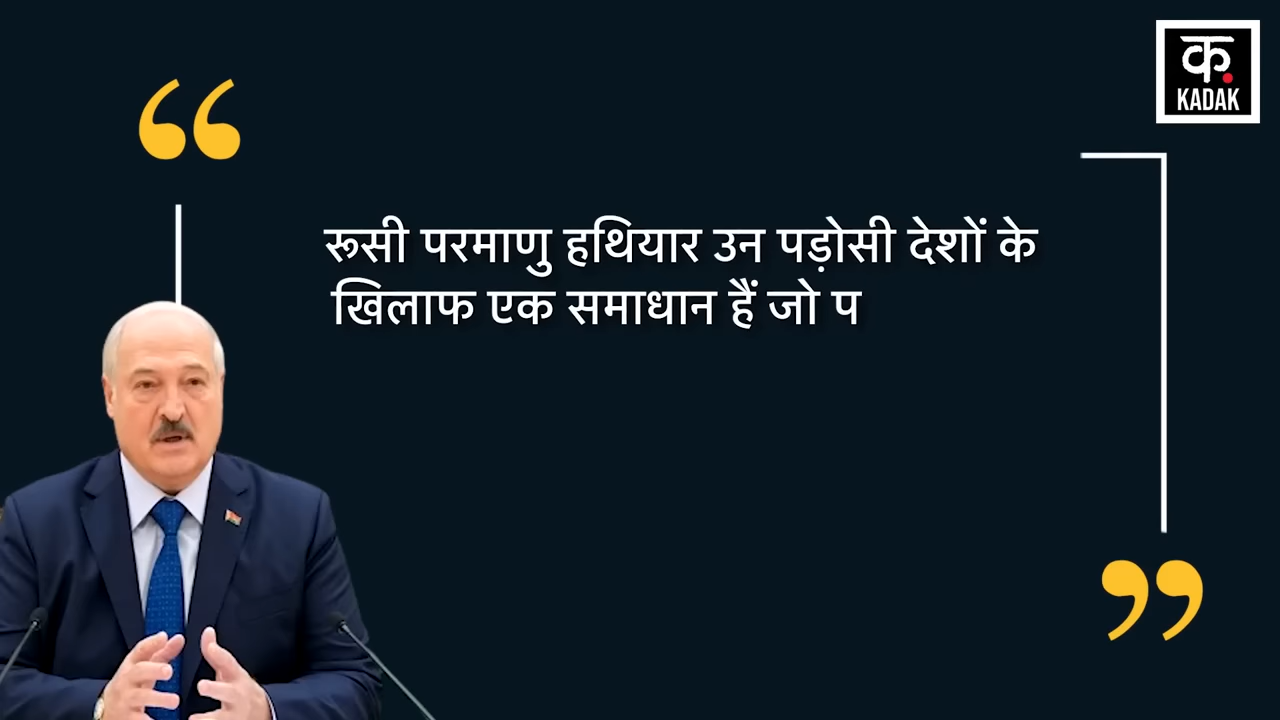 क.
KADAK
रूसी परमाणु हथियार उन पड़ोसी देशों के
खिलाफ एक समाधान हैं जो प